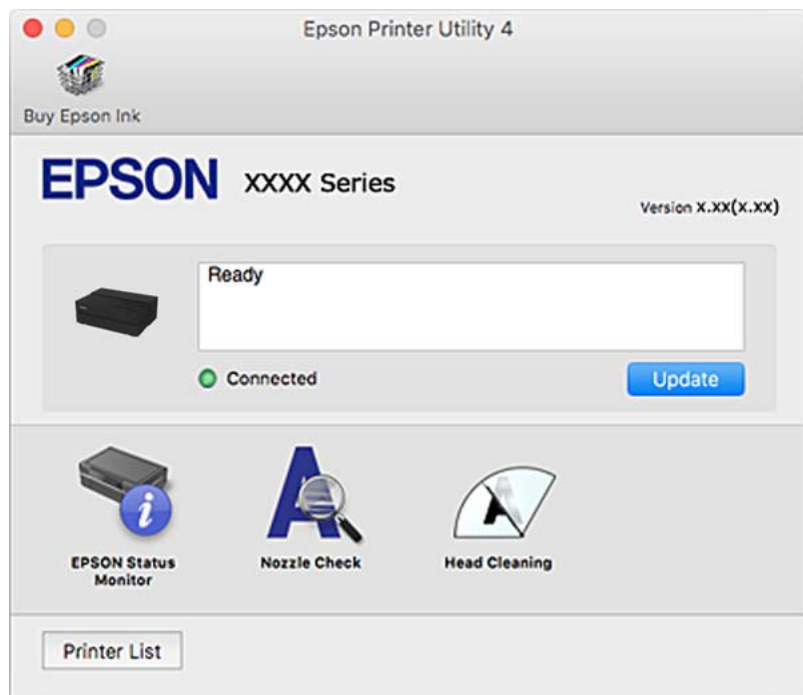 Epson Printer Utility 4
Buy Epson Ink
EPSON XXXX Series
Version X.XX(X.XX)
Ready
Connected
Update
EPSON Status
Monitor
Nozzle Check
Head Cleaning
Printer List